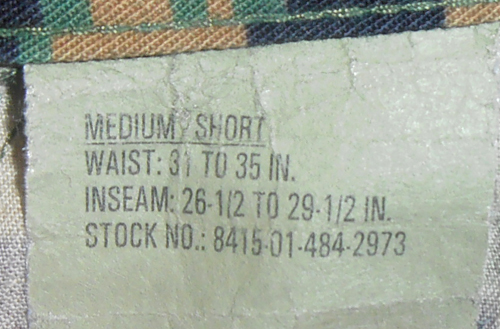 MEDIUM SHORT
WAIST: 31 TO 35 IN.
INSEAM: 26-1/2 TO 29-1/2 IN.
STOCK NO.: 8415-01-484-2973